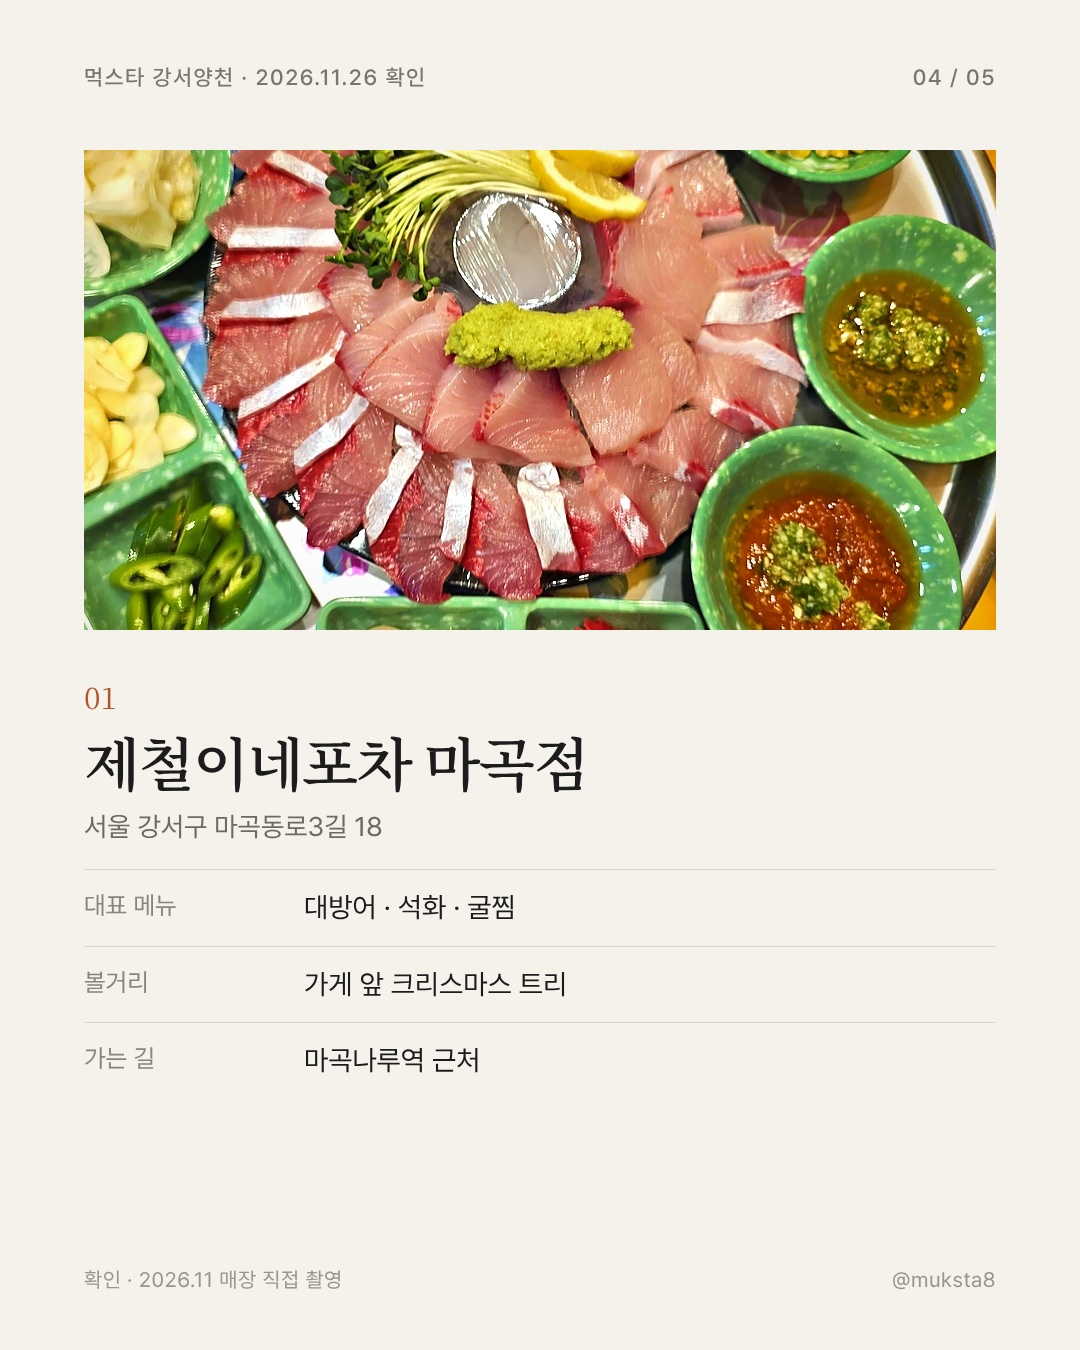 먹스타 강서양천 · 2026.11.26 확인
04 / 05
01
제철이네포차 마곡점
서울 강서구 마곡동로3길 18
대표 메뉴 대방어 · 석화 · 굴찜
볼거리 가게 앞 크리스마스 트리
가는 길 마곡나루역 근처
확인 · 2026.11 매장 직접 촬영
@muksta8